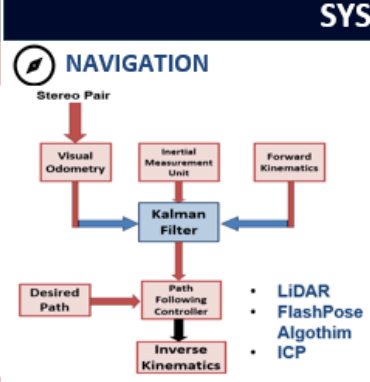 SYS
NAVIGATION
Stereo Pair
Visual
Odometry
Inertial
Measurement
Unit
Forward
Kinematics
Kalman
Filter
Desired
Path
Path
Following
Controller
Inverse
Kinematics
• LiDAR
• FlashPose
Algothim
• ICP